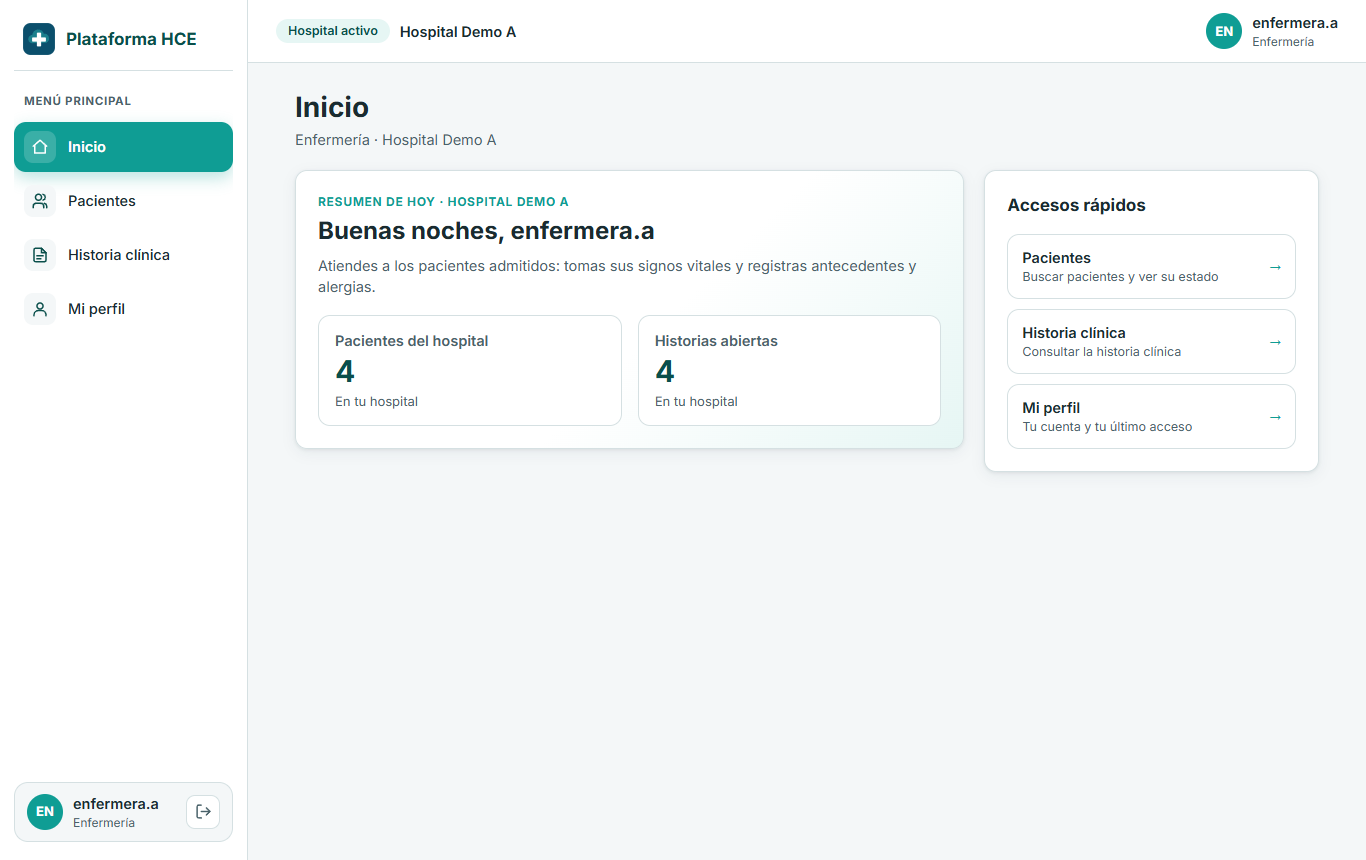 Plataforma HCE
MENÚ PRINCIPAL
Inicio
Pacientes
Historia clínica
Mi perfil
EN
enfermera.a
Enfermería
Hospital activo
Hospital Demo A
EN
enfermera.a
Enfermería
Inicio
Enfermería · Hospital Demo A
RESUMEN DE HOY · HOSPITAL DEMO A
Buenas noches, enfermera.a
Atiendes a los pacientes admitidos: tomas sus signos vitales y registras antecedentes y
alergias.
Pacientes del hospital
4
En tu hospital
Historias abiertas
4
En tu hospital
Accesos rápidos
Pacientes
Buscar pacientes y ver su estado
→
Historia clínica
Consultar la historia clínica
→
Mi perfil
Tu cuenta y tu último acceso
→